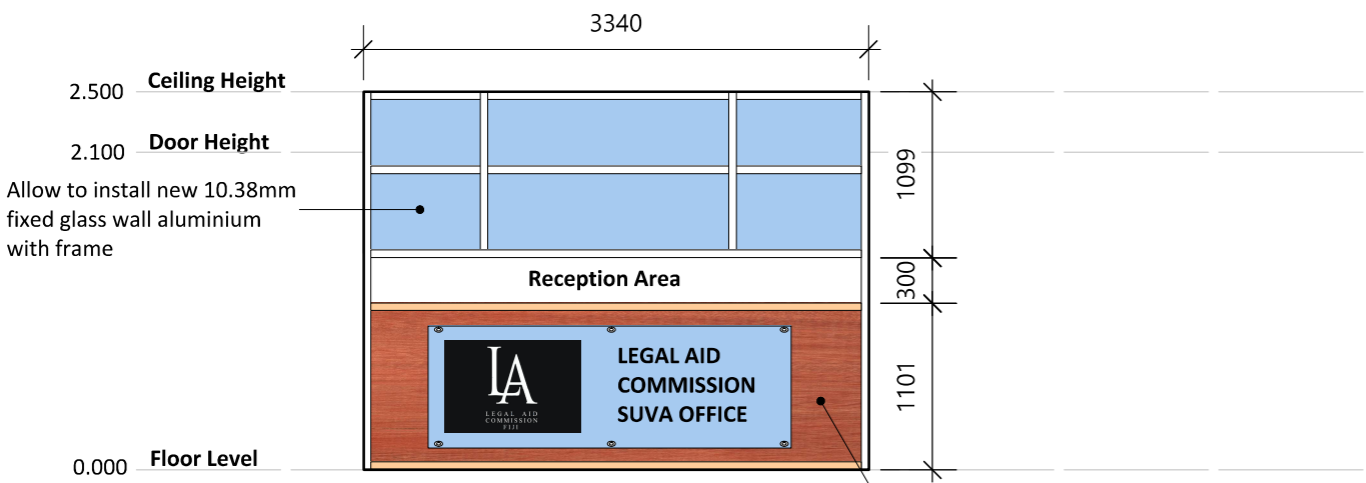 3340
Ceiling Height
2.500
Door Height
2.100
Allow to install new 10.38mm
fixed glass wall aluminium
with frame
1099
Reception Area
300
LA
LEGAL AID
COMMISSION
FIJI
LEGAL AID
COMMISSION
SUVA OFFICE
1101
Floor Level
0.000